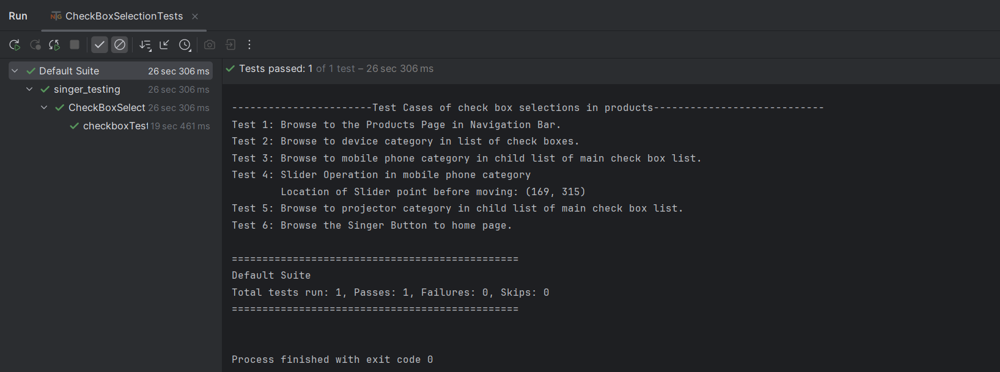 Run CheckBoxSelectionTests
Default Suite 26 sec 306 ms
singer_testing 26 sec 306 ms
CheckBoxSelect 26 sec 306 ms
checkboxTest 19 sec 461 ms
Tests passed: 1 of 1 test – 26 sec 306 ms
-----------------------Test Cases of check box selections in products----------------------------
Test 1: Browse to the Products Page in Navigation Bar.
Test 2: Browse to device category in list of check boxes.
Test 3: Browse to mobile phone category in child list of main check box list.
Test 4: Slider Operation in mobile phone category
Location of Slider point before moving: (169, 315)
Test 5: Browse to projector category in child list of main check box list.
Test 6: Browse the Singer Button to home page.
===============================================
Default Suite
Total tests run: 1, Passes: 1, Failures: 0, Skips: 0
===============================================
Process finished with exit code 0